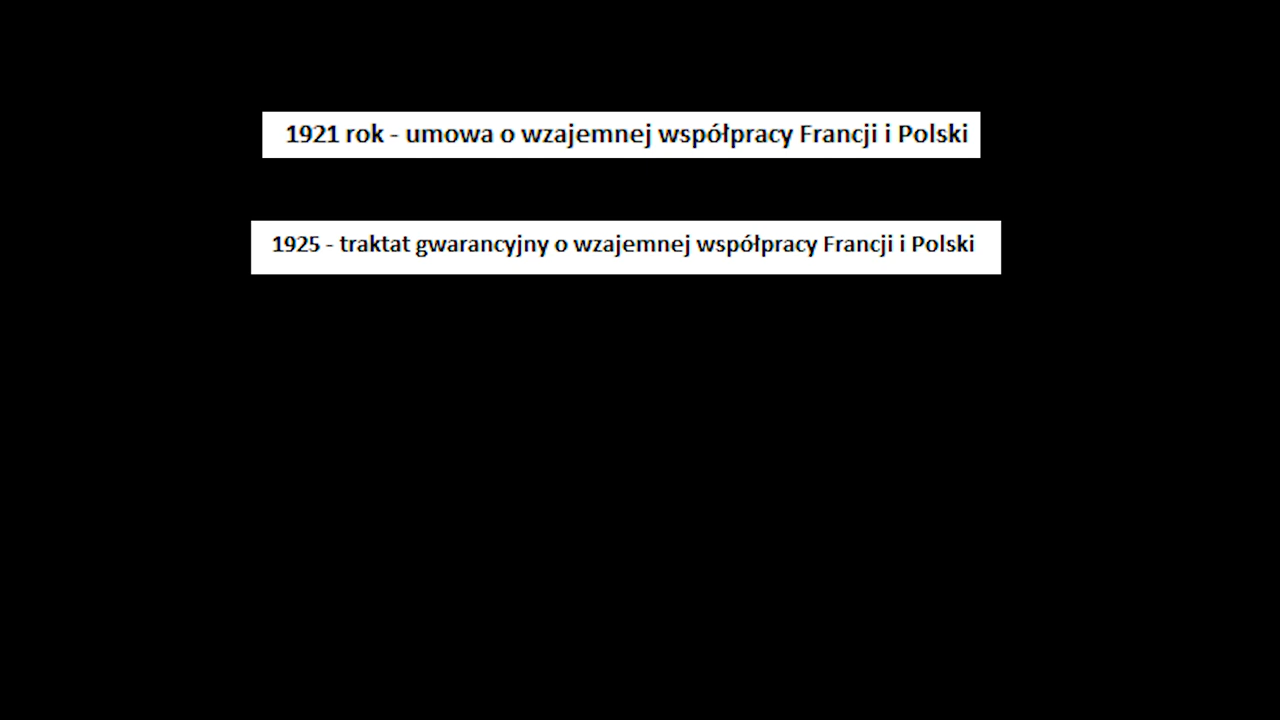 1921 rok - umowa o wzajemnej współpracy Francji i Polski
1925 - traktat gwarancyjny o wzajemnej współpracy Francji i Polski